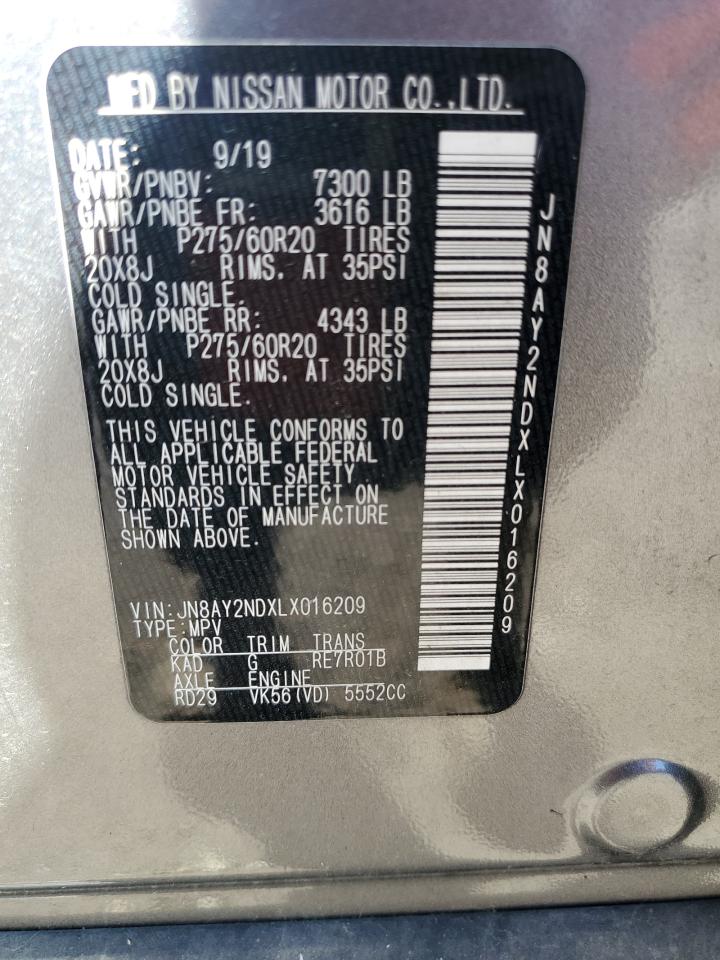 MFD BY NISSAN MOTOR CO.,LTD.
DATE: 9/19
GVWR/PNBV: 7300 LB
GAWR/PNBE FR: 3616 LB
WITH P275/60R20 TIRES
20X8J RIMS, AT 35PSI
COLD SINGLE.
GAWR/PNBE RR: 4343 LB
WITH P275/60R20 TIRES
20X8J RIMS, AT 35PSI
COLD SINGLE.
THIS VEHICLE CONFORMS TO
ALL APPLICABLE FEDERAL
MOTOR VEHICLE SAFETY
STANDARDS IN EFFECT ON
THE DATE OF MANUFACTURE
SHOWN ABOVE.
VIN:JN8AY2NDXLX016209
TYPE:MPV
COLOR TRIM TRANS
KAD G RE7R01B
AXLE ENGINE
RD29 VK56(VD) 5552CC
JN8AY2NDXLX016209